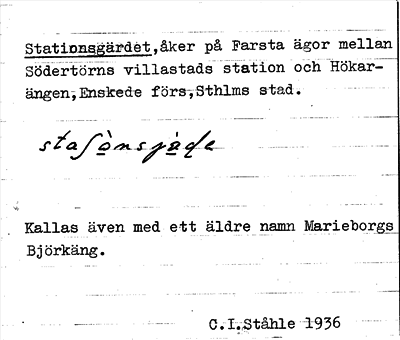 Stationsgärdet,åker på Farsta ägor mellan
Södertörns villastads station och Hökar-
ängen,Enskede förs,Sthlms stad.
Kallas även med ett äldre namn Marieborgs
Björkäng.
C.I.Ståhle 1936